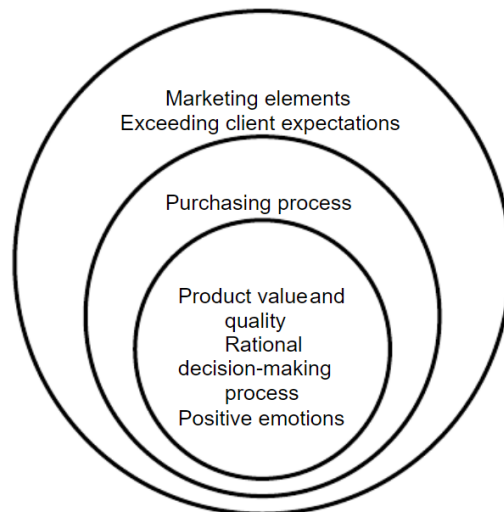 Marketing elements
Exceeding client expectations
Purchasing process
Product value and
quality
Rational
decision-making
process
Positive emotions